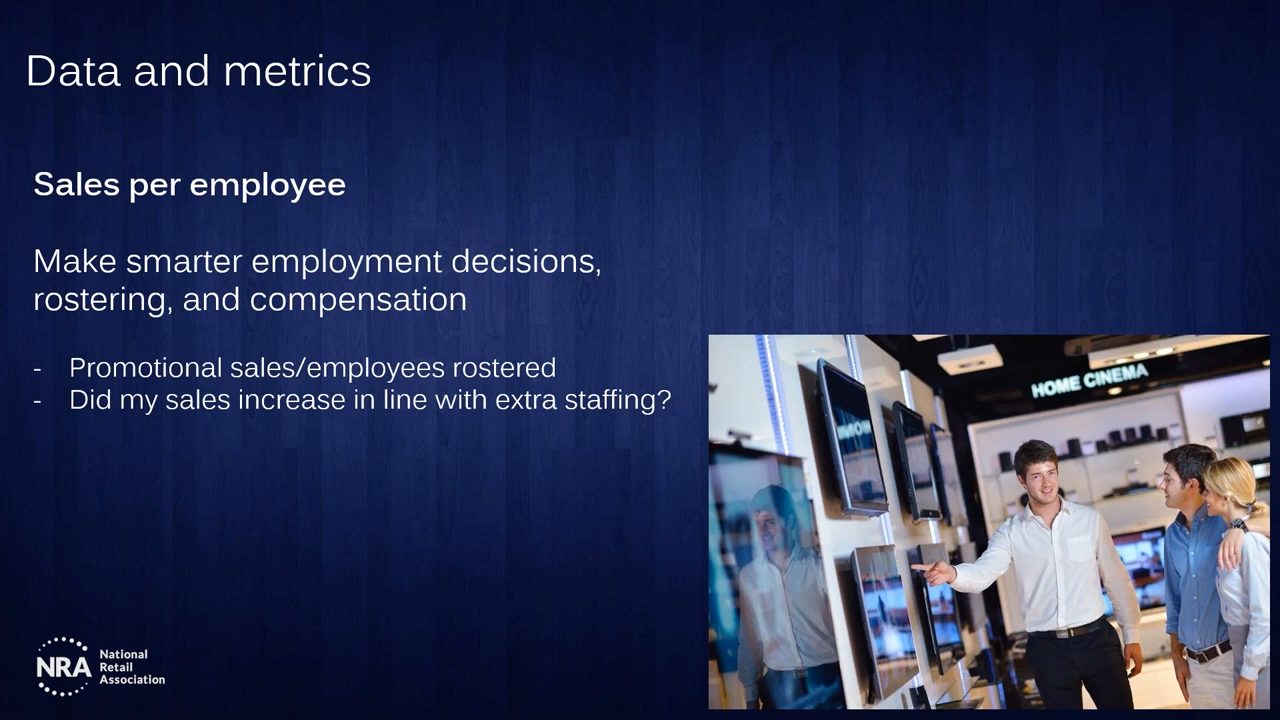 Data and metrics
Sales per employee
Make smarter employment decisions,
rostering, and compensation
- Promotional sales/employees rostered
- Did my sales increase in line with extra staffing?
HOME CINEMA
NRA
National
Retail
Association